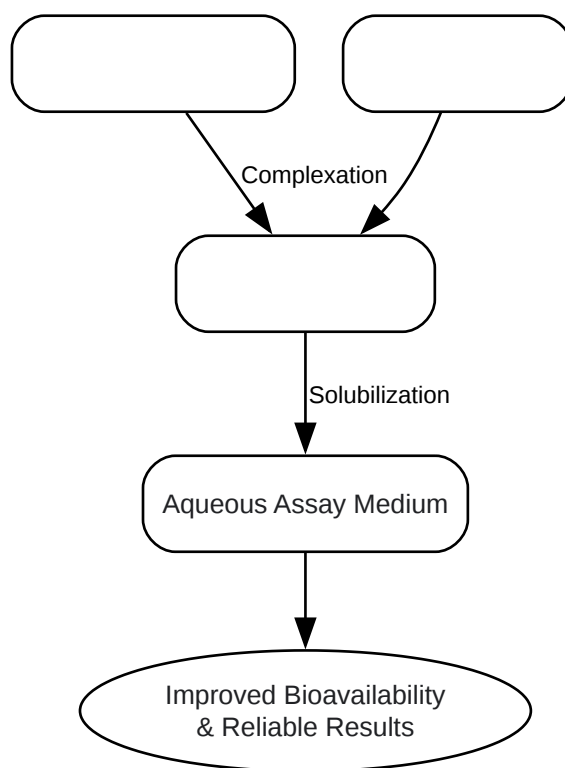 Complexation
Solubilization
Aqueous Assay Medium
Improved Bioavailability
& Reliable Results